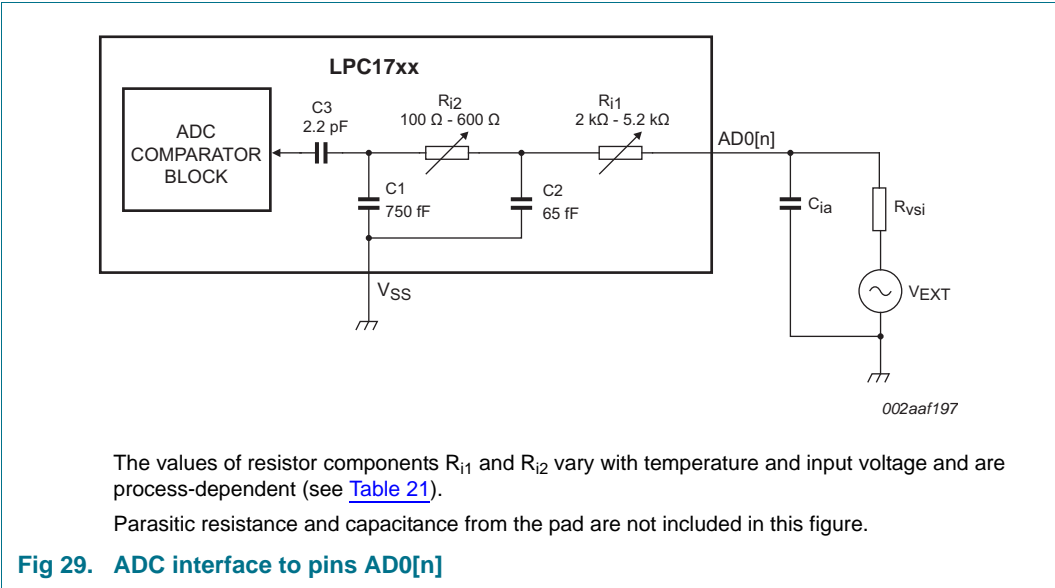 LPC17xx
ADC
COMPARATOR
BLOCK
C3
2.2 pF
Ri2
100 Ω - 600 Ω
Ri1
2 kΩ - 5.2 kΩ
AD0[n]
C1
750 fF
C2
65 fF
Cia
Rvsi
VEXT
VSS
002aaf197
The values of resistor components Ri1 and Ri2 vary with temperature and input voltage and are
process-dependent (see Table 21).
Parasitic resistance and capacitance from the pad are not included in this figure.
Fig 29. ADC interface to pins AD0[n]